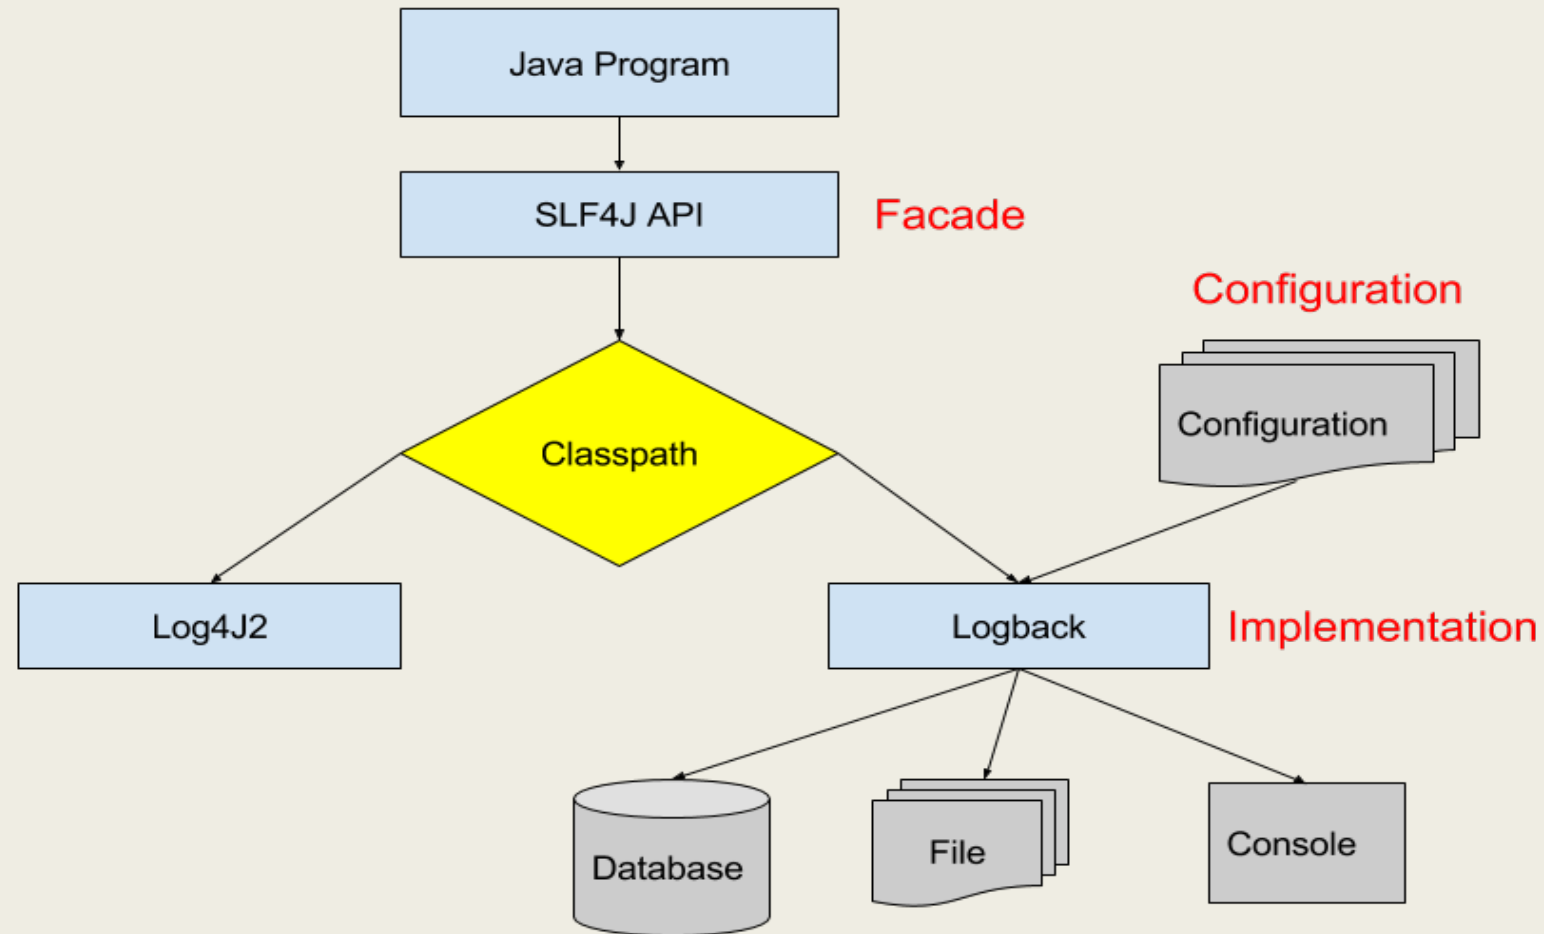 Java Program
SLF4J API
Facade
Configuration
Configuration
Classpath
Log4J2
Logback
Implementation
Database
File
Console